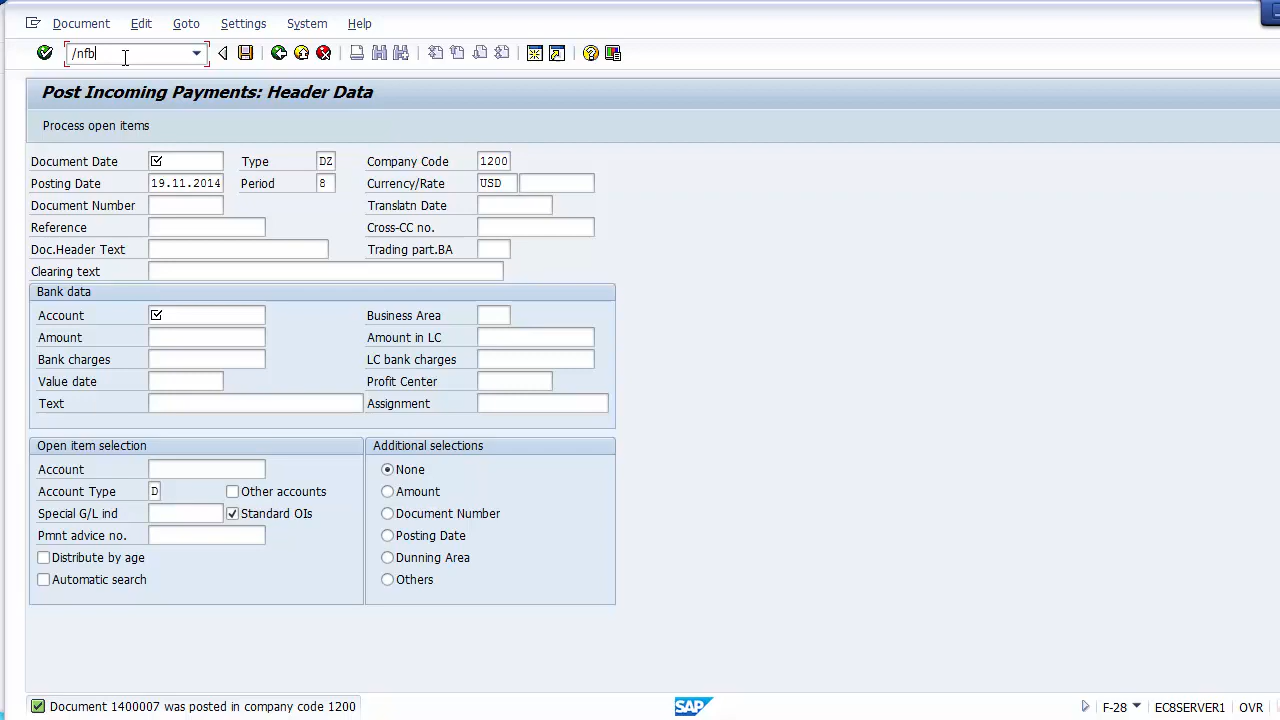 Document Edit Goto Settings System Help
/nfb
Post Incoming Payments: Header Data
Process open items
Document Date Type DZ Company Code 1200
Posting Date 19.11.2014 Period 8 Currency/Rate USD
Document Number Translatn Date
Reference Cross-CC no.
Doc.Header Text Trading part.BA
Clearing text
Bank data
Account Business Area
Amount Amount in LC
Bank charges LC bank charges
Value date Profit Center
Text Assignment
Open item selection Additional selections
Account None
Account Type D Other accounts Amount
Special G/L ind Standard OIs Document Number
Pmnt advice no. Posting Date
Distribute by age Dunning Area
Automatic search Others
Document 1400007 was posted in company code 1200 SAP F-28 EC8SERVER1 OVR